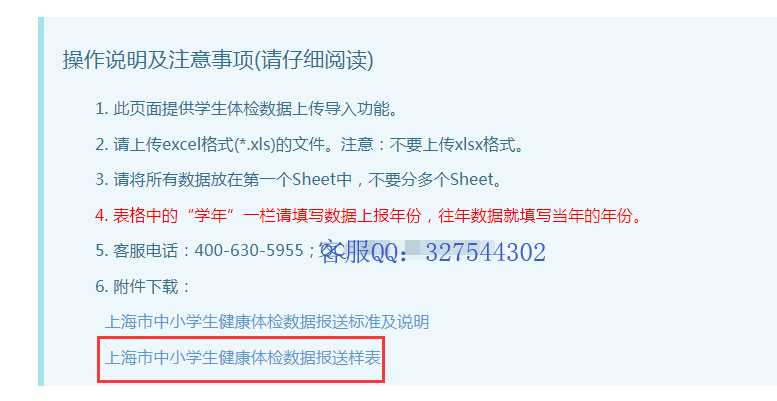 操作说明及注意事项(请仔细阅读)
1. 此页面提供学生体检数据上传导入功能。
2. 请上传excel格式(*.xls)的文件。注意：不要上传xlsx格式。
3. 请将所有数据放在第一个Sheet中，不要分多个Sheet。
4. 表格中的“学年”一栏请填写数据上报年份，往年数据就填写当年的年份。
5. 客服电话：400-630-5955；QQ 客服QQ：327544302
6. 附件下载：
上海市中小学生健康体检数据报送标准及说明
上海市中小学生健康体检数据报送样表